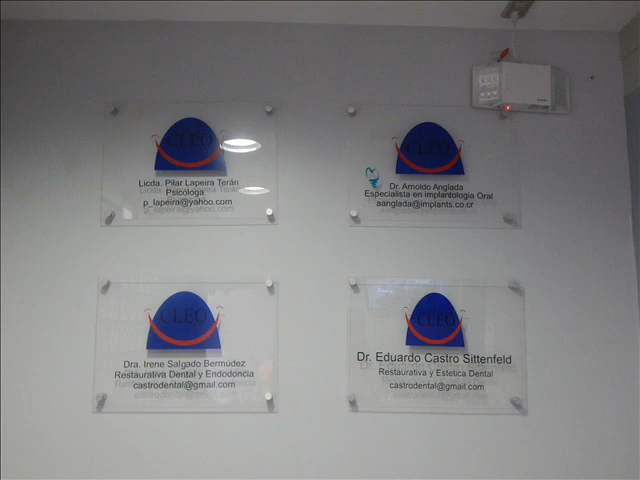 CLEO
Licda. Pilar Lapeira Terán
Psicóloga
p_lapeira@yahoo.com
CLEO
Dr. Arnoldo Anglada
Especialista en implantologia Oral
aanglada@implants.co.cr
CLEO
Dra. Irene Salgado Bermúdez
Restaurativa Dental y Endodoncia
castrodental@gmail.com
CLEO
Dr. Eduardo Castro Sittenfeld
Restaurativa y Estetica Dental
castrodental@gmail.com